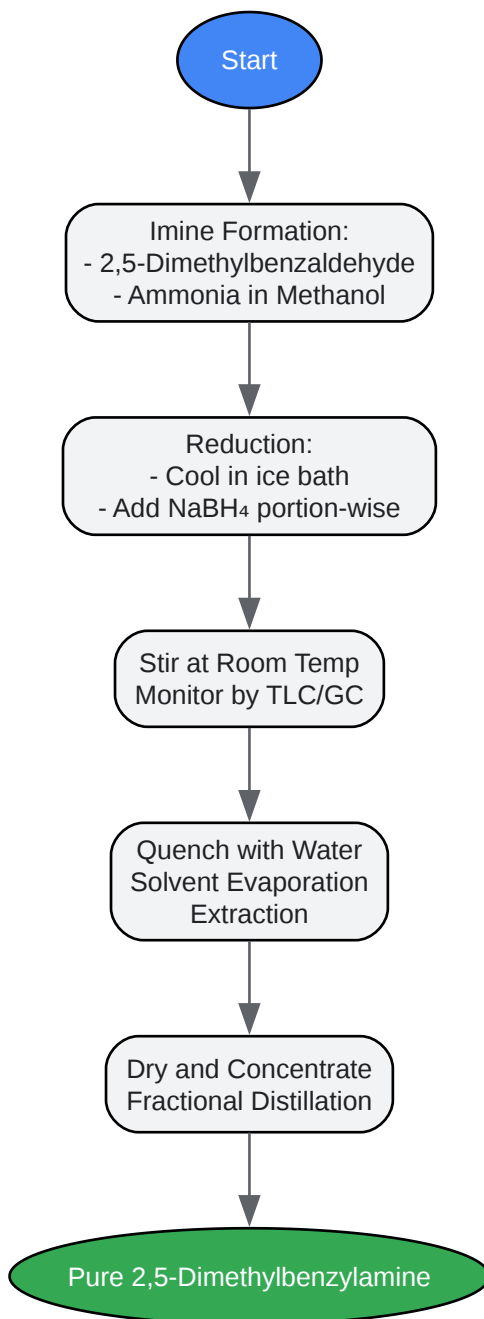 Start
Imine Formation:
- 2,5-Dimethylbenzaldehyde
- Ammonia in Methanol
Reduction:
- Cool in ice bath
- Add NaBH₄ portion-wise
Stir at Room Temp
Monitor by TLC/GC
Quench with Water
Solvent Evaporation
Extraction
Dry and Concentrate
Fractional Distillation
Pure 2,5-Dimethylbenzylamine